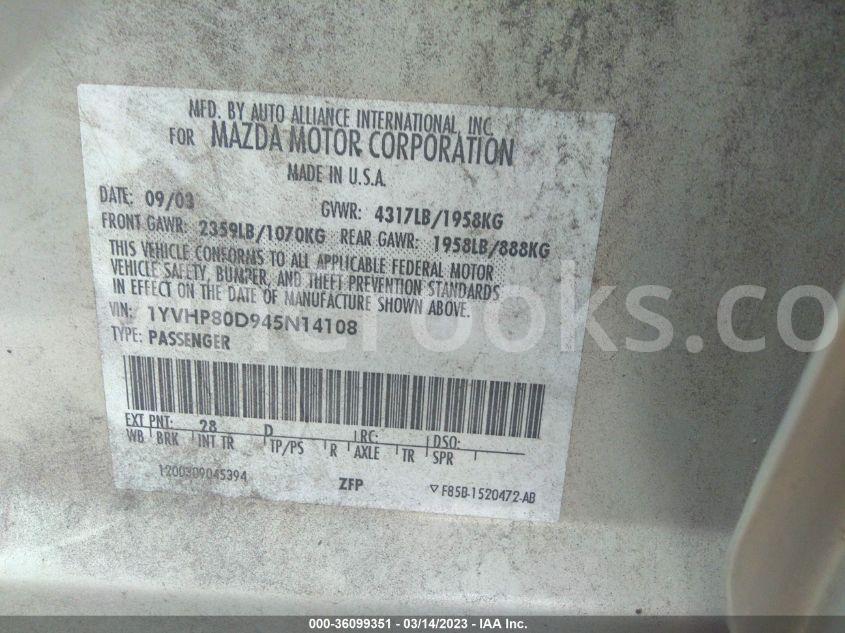 MFD. BY AUTO ALLIANCE INTERNATIONAL, INC.
FOR MAZDA MOTOR CORPORATION
MADE IN U.S.A.
DATE: 09/03 GVWR: 4317LB/1958KG
FRONT GAWR: 2359LB/1070KG REAR GAWR: 1958LB/888KG
THIS VEHICLE CONFORMS TO ALL APPLICABLE FEDERAL MOTOR
VEHICLE SAFETY, BUMPER, AND THEFT PREVENTION STANDARDS
IN EFFECT ON THE DATE OF MANUFACTURE SHOWN ABOVE.
VIN: 1YVHP80D945N14108
TYPE: PASSENGER
EXT PNT: 28 D RC: DSO:
WB BRK INT TR TP/PS R AXLE TR SPR
1200309045394 ZFP ▽ F85B-1520472-AB
000-36099351 / 03/14/2023 - IAA Inc.